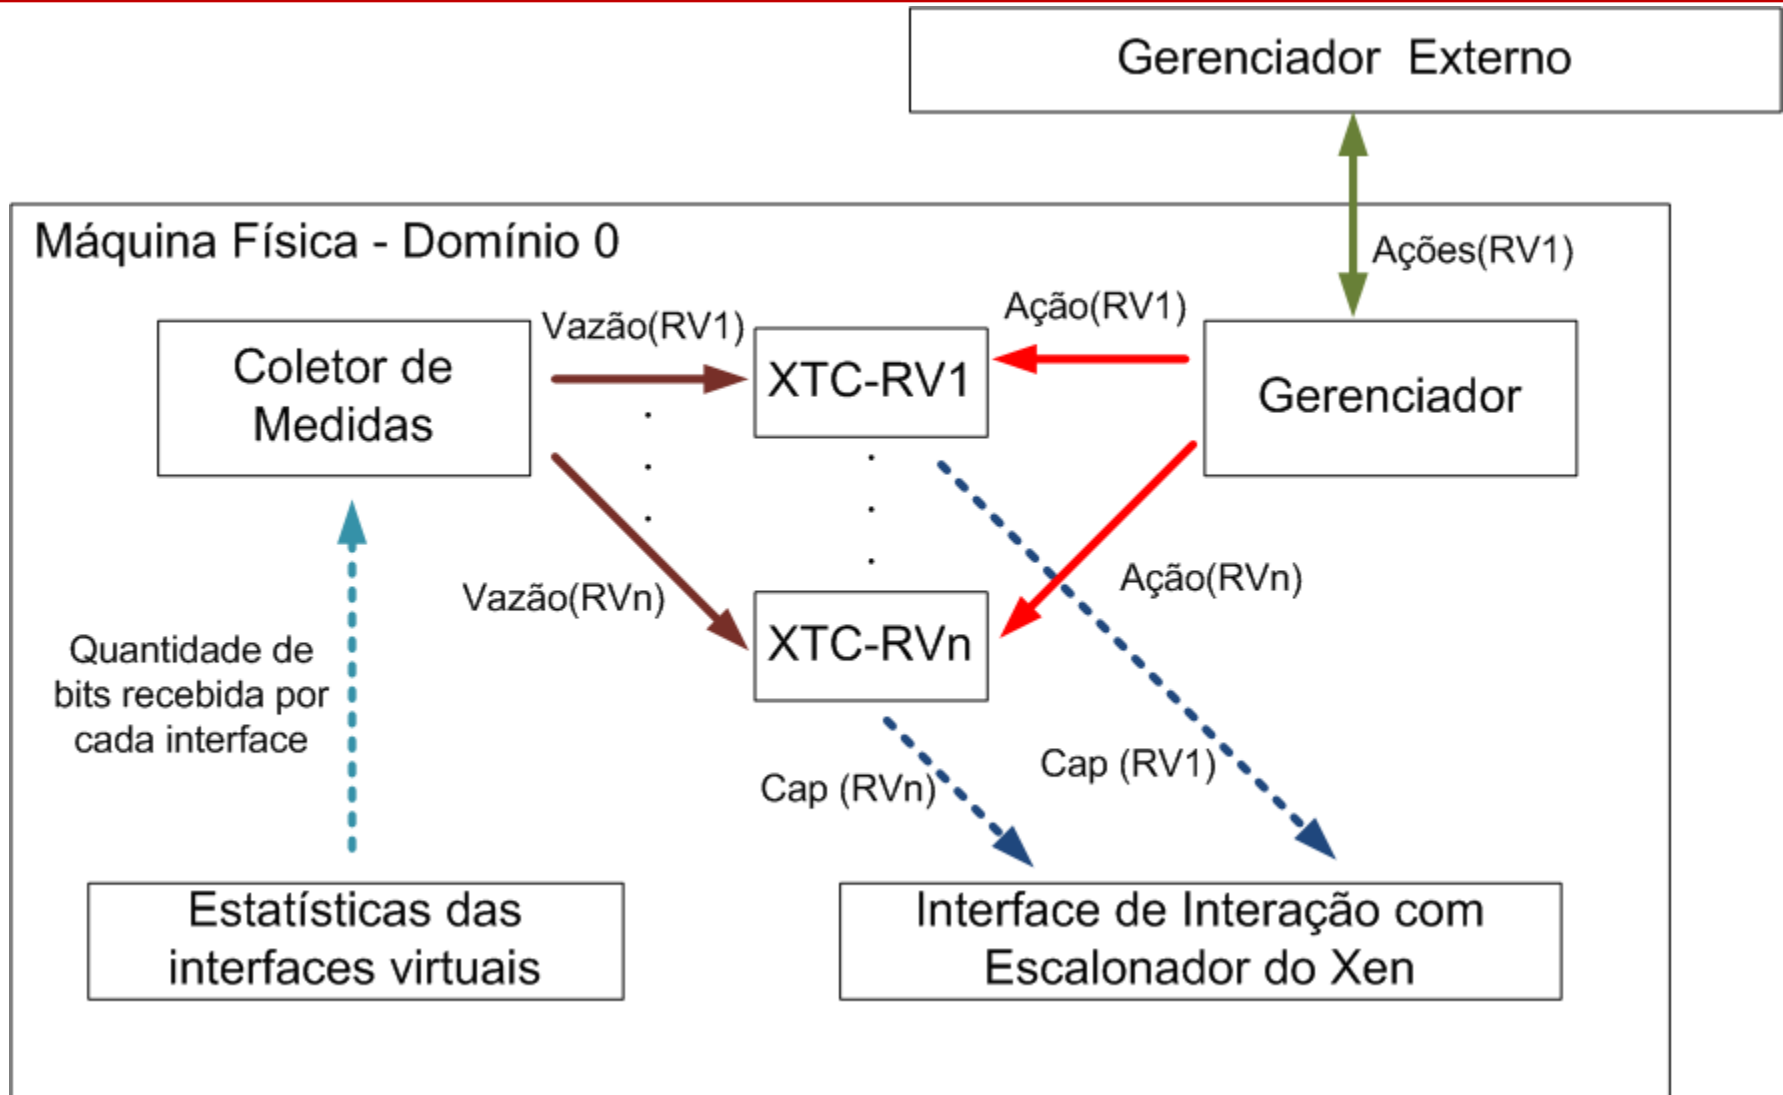 Gerenciador Externo
Máquina Física - Domínio 0
Ações(RV1)
Vazão(RV1)
Ação(RV1)
Coletor de
Medidas
XTC-RV1
Gerenciador
Vazão(RVn)
Ação(RVn)
XTC-RVn
Quantidade de
bits recebida por
cada interface
Cap (RVn)
Cap (RV1)
Estatísticas das
interfaces virtuais
Interface de Interação com
Escalonador do Xen